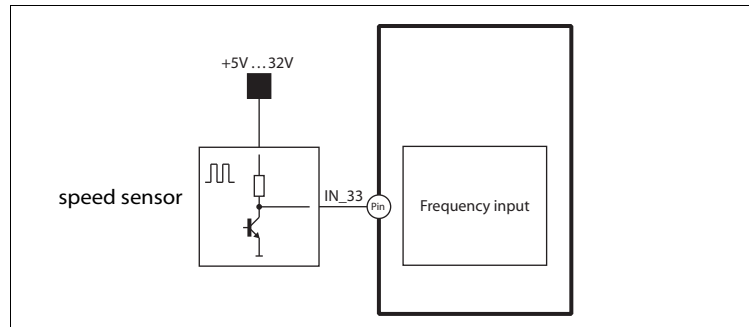 +5V ... 32V
speed sensor
IN_33
Pin
Frequency input